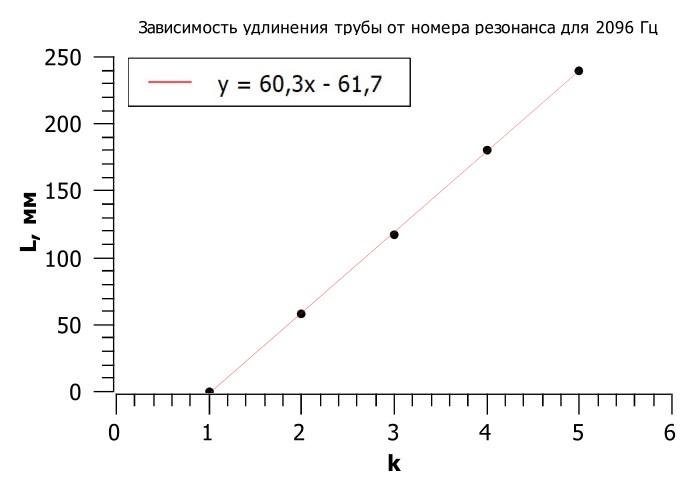 Зависимость удлинения трубы от номера резонанса для 2096 Гц
y = 60,3x - 61,7
250
200
150
100
50
0
L, мм
0 1 2 3 4 5 6
k